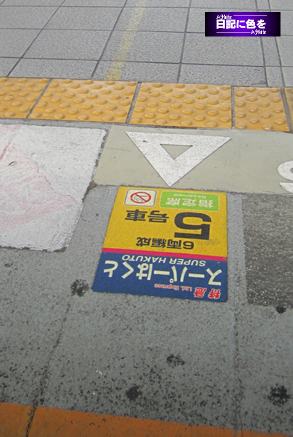 日記に色を
特急 Ltd. Express
スーパーはくと
SUPER HAKUTO
6両編成
5号車
指定席